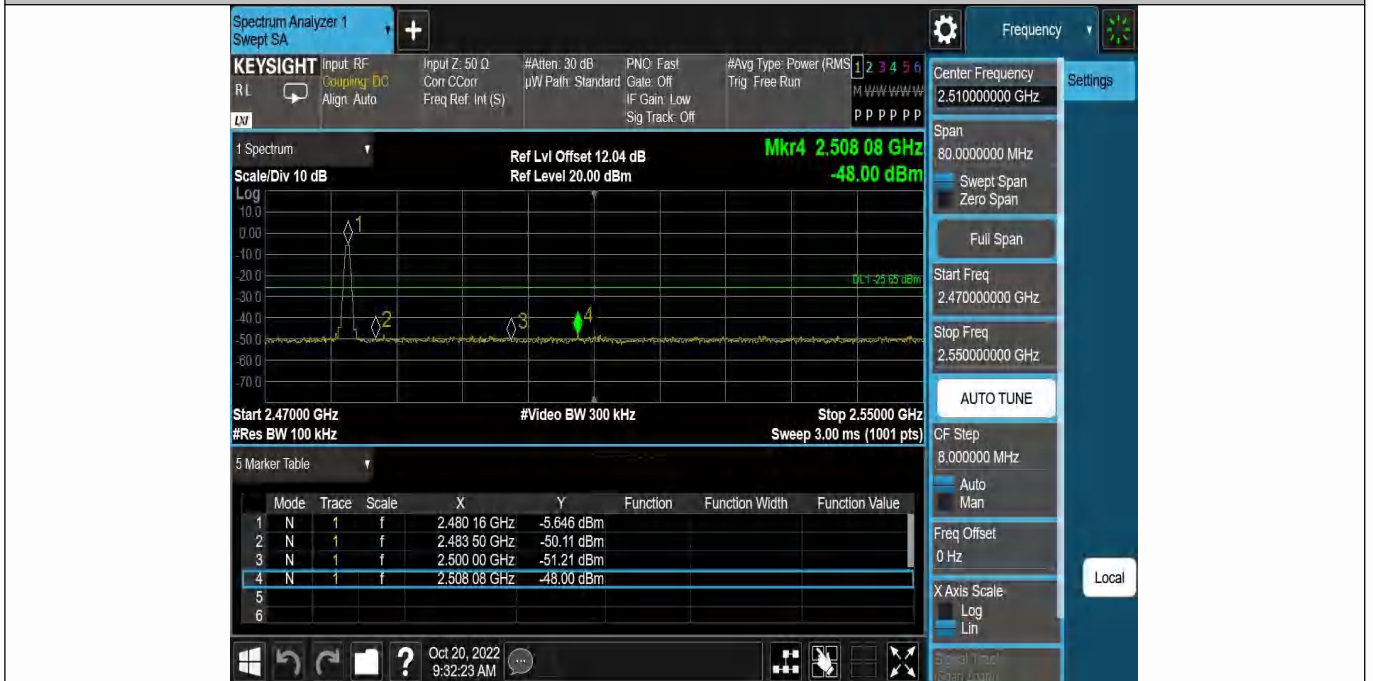 Spectrum Analyzer 1
Swept SA
+
Frequency
KEYSIGHT
RL
LXI
Input: RF
Coupling: DC
Align: Auto
Input Z: 50 Ω
Corr CCorr
Freq Ref: Int (S)
#Atten: 30 dB
µW Path: Standard
PNO: Fast
Gate: Off
IF Gain: Low
Sig Track: Off
#Avg Type: Power (RMS
Trig: Free Run
1 2 3 4 5 6
M W W W W W
P P P P P P
Center Frequency
2.510000000 GHz
Settings
1 Spectrum
Scale/Div 10 dB
Ref Lvl Offset 12.04 dB
Ref Level 20.00 dBm
Mkr4 2.508 08 GHz
-48.00 dBm
Log
10.0
0.00
-10.0
-20.0
-30.0
-40.0
-50.0
-60.0
-70.0
1
2
3
4
DL1 -25.65 dBm
Start 2.47000 GHz
#Res BW 100 kHz
#Video BW 300 kHz
Stop 2.55000 GHz
Sweep 3.00 ms (1001 pts)
Span
80.0000000 MHz
Swept Span
Zero Span
Full Span
Start Freq
2.470000000 GHz
Stop Freq
2.550000000 GHz
AUTO TUNE
CF Step
8.000000 MHz
Auto
Man
Freq Offset
0 Hz
X Axis Scale
Log
Lin
Local
5 Marker Table
Mode Trace Scale X Y Function Function Width Function Value
1 N 1 f 2.480 16 GHz -5.646 dBm
2 N 1 f 2.483 50 GHz -50.11 dBm
3 N 1 f 2.500 00 GHz -51.21 dBm
4 N 1 f 2.508 08 GHz -48.00 dBm
5
6
?
Oct 20, 2022
9:32:23 AM